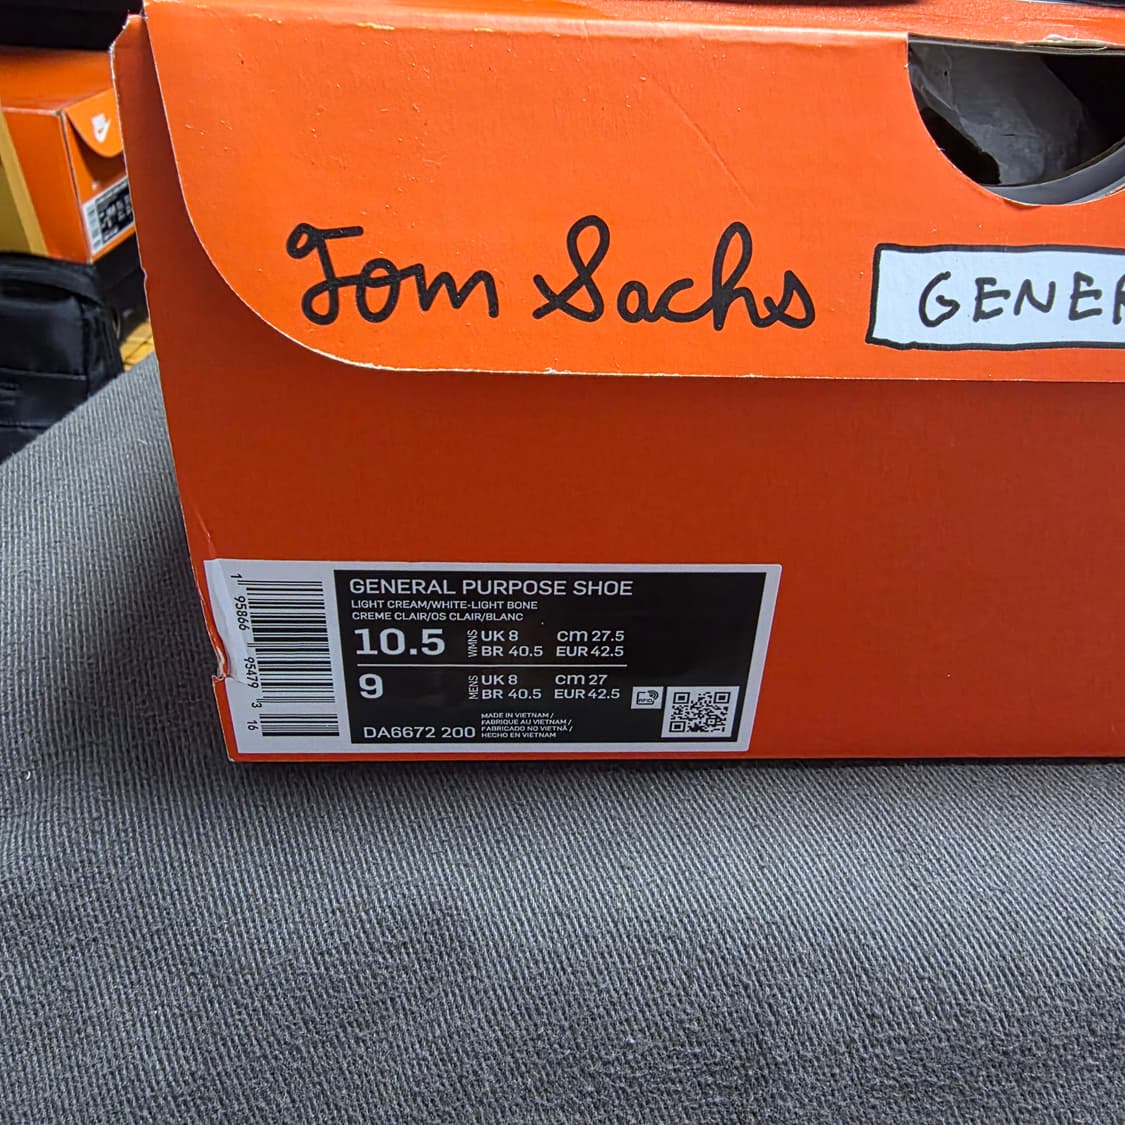 Tom Sachs
GENER
GENERAL PURPOSE SHOE
LIGHT CREAM/WHITE-LIGHT BONE
CREME CLAIR/OS CLAIR/BLANC
10.5 WMNS UK 8 cm 27.5
BR 40.5 EUR 42.5
9 MENS UK 8 cm 27
BR 40.5 EUR 42.5
DA6672 200
MADE IN VIETNAM /
FABRIQUE AU VIETNAM /
FABRICADO NO VIETNÃ /
HECHO EN VIETNAM
1 95866 95479 3 16